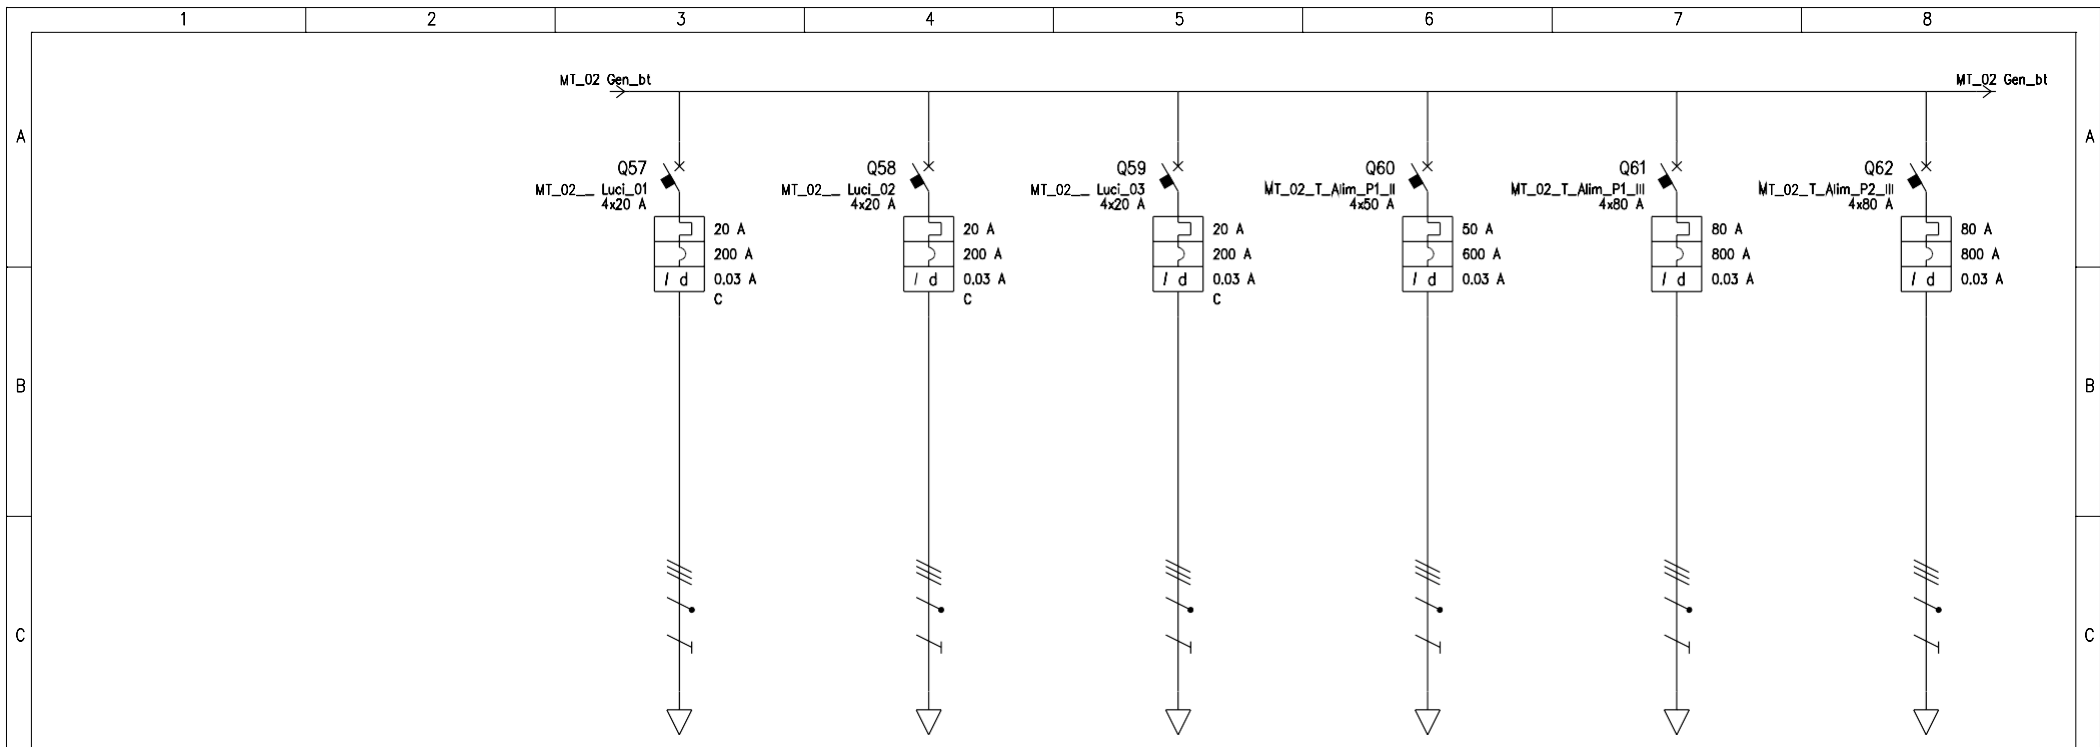 1 2 3 4 5 6 7 8
MT_02 Gen_bt MT_02 Gen_bt
A A
Q57 Q58 Q59 Q60 Q61 Q62
MT_02__ Luci_01 MT_02__ Luci_02 MT_02__ Luci_03 MT_02_T_Alim_P1_II MT_02_T_Alim_P1_III MT_02_T_Alim_P2_III
4x20 A 4x20 A 4x20 A 4x50 A 4x80 A 4x80 A
20 A 20 A 20 A 50 A 80 A 80 A
200 A 200 A 200 A 600 A 800 A 800 A
I d 0.03 A I d 0.03 A I d 0.03 A I d 0.03 A I d 0.03 A I d 0.03 A
C C C
B B
C C